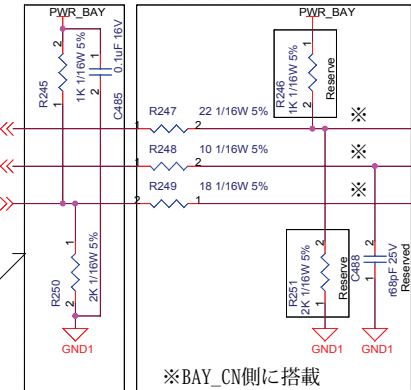 PWR_BAY
R245
1K 1/16W 5%
2
1
0.1uF 16V
C485
1
2
R250
2K 1/16W 5%
1
2
GND1
PWR_BAY
R246
1K 1/16W 5%
Reserve
2
1
R247 22 1/16W 5%
1 2
※
R248 10 1/16W 5%
1 2
※
R249 18 1/16W 5%
2 1
※
R251
2K 1/16W 5%
Reserve
2
1
C488
r68pF 25V
Reserved
2
1
GND1
GND1
※BAY_CN側に搭載